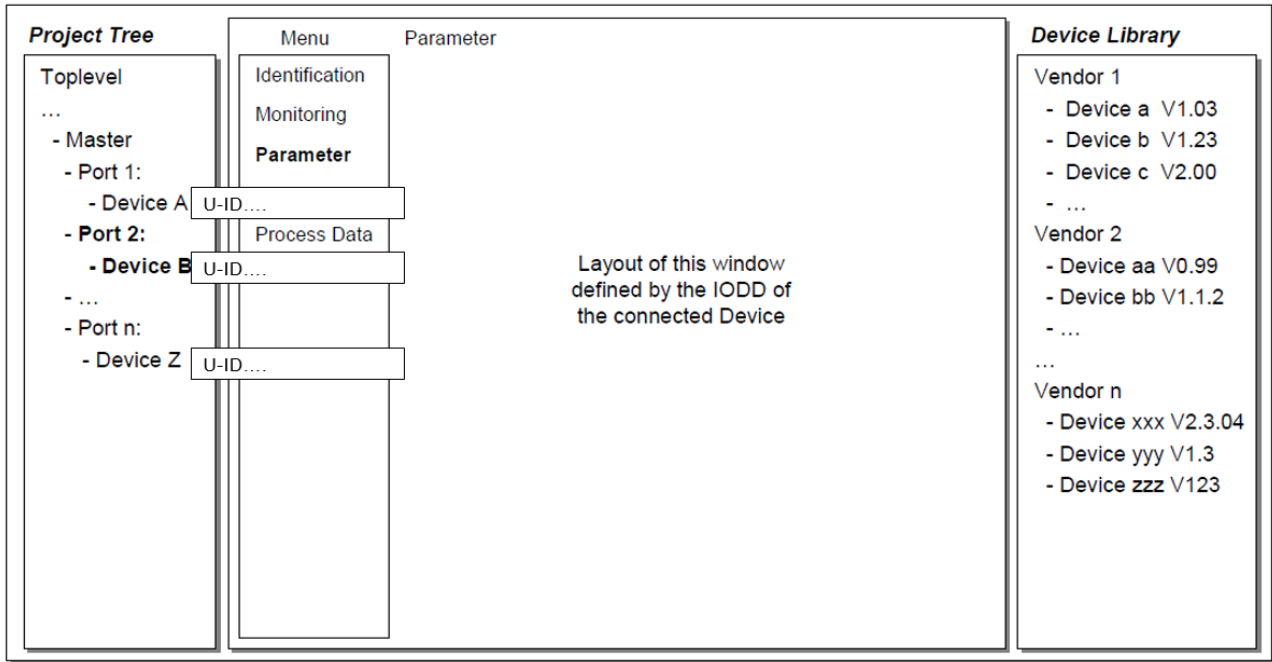 Project Tree
Toplevel
...
- Master
- Port 1:
- Device A
U-ID....
- Port 2:
- Device B
U-ID....
- ...
- Port n:
- Device Z
U-ID....
Menu
Identification
Monitoring
Parameter
Process Data
Parameter
Layout of this window
defined by the IODD of
the connected Device
Device Library
Vendor 1
- Device a V1.03
- Device b V1.23
- Device c V2.00
- ...
Vendor 2
- Device aa V0.99
- Device bb V1.1.2
- ...
...
Vendor n
- Device xxx V2.3.04
- Device yyy V1.3
- Device zzz V123